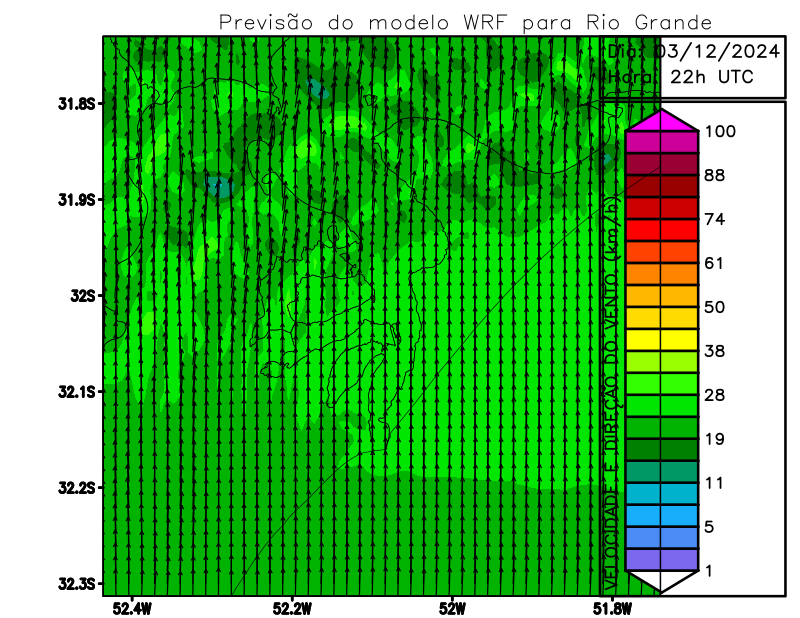 Previsão do modelo WRF para Rio Grande
Dia: 03/12/2024
Hora: 22h UTC
31.8S
31.9S
32S
32.1S
32.2S
32.3S
52.4W
52.2W
52W
51.8W
VELOCIDADE E DIREÇÃO DO VENTO (km/h)
100
88
74
61
50
38
28
19
11
5
1